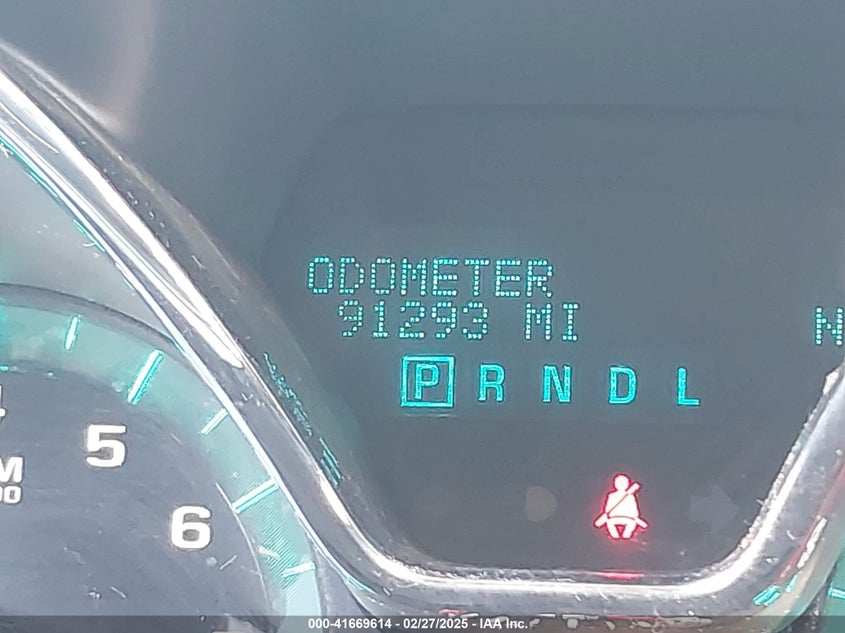 ODOMETER
91293 MI
N
P R N D L
5
6
000-41669614 - 02/27/2025 - IAA Inc.